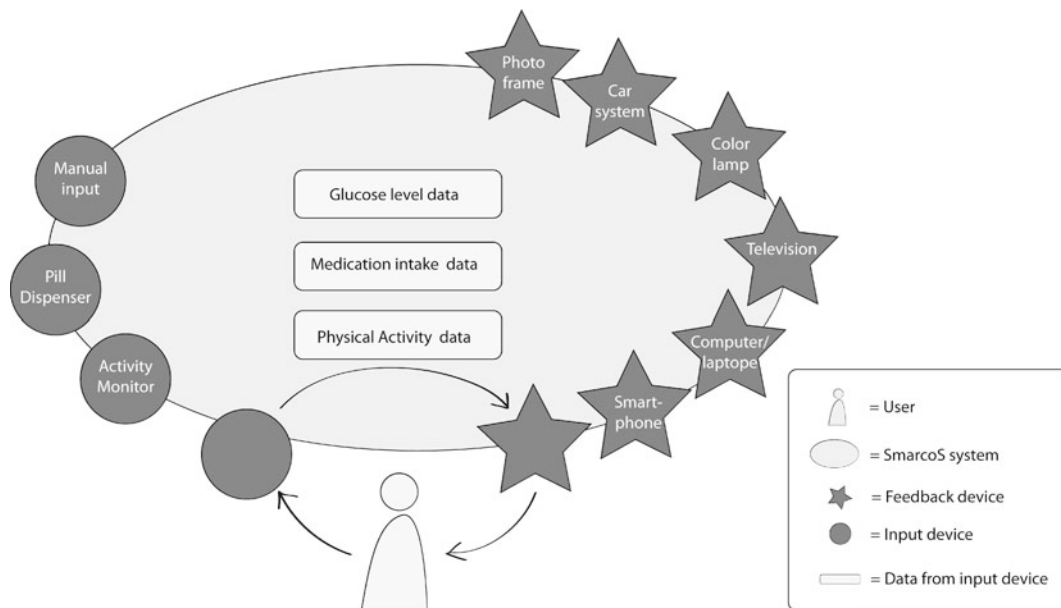 Photo
frame
Car
system
Color
lamp
Manual
input
Glucose level data
Television
Medication intake data
Pill
Dispenser
Physical Activity data
Computer/
laptope
Activity
Monitor
Smart-
phone
= User
= SmarcoS system
= Feedback device
= Input device
= Data from input device